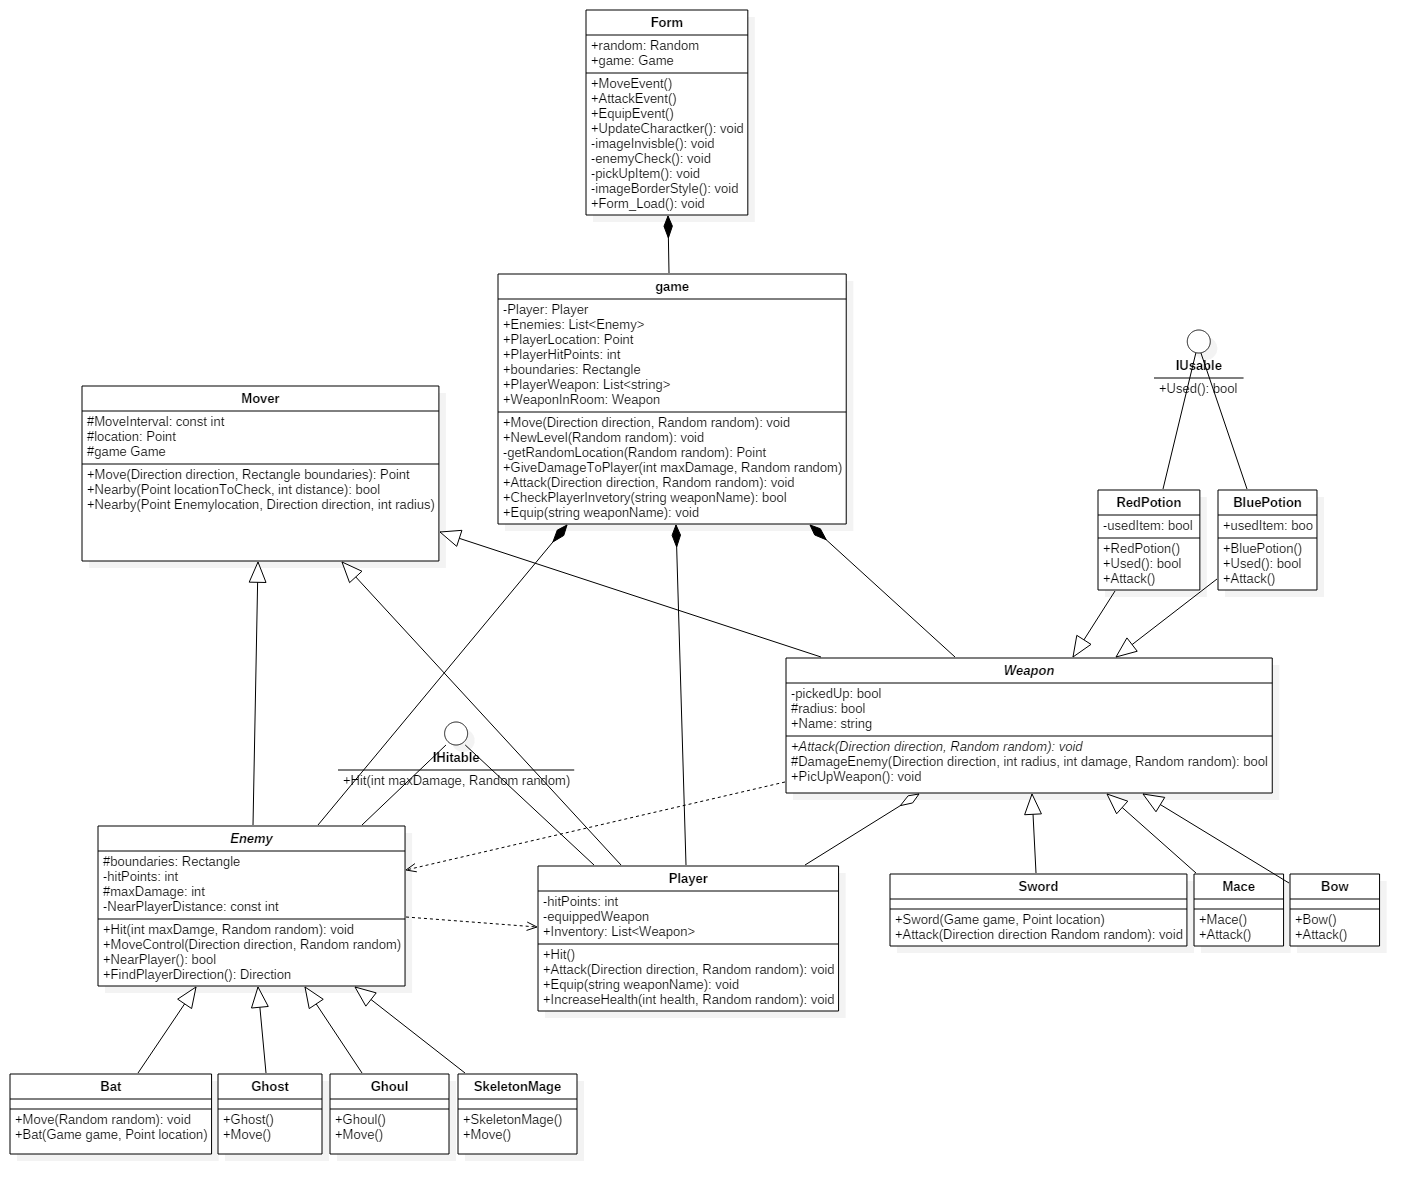 Form
+random: Random
+game: Game
+MoveEvent()
+AttackEvent()
+EquipEvent()
+UpdateCharactker(): void
-imageInvisble(): void
-enemyCheck(): void
-pickUpItem(): void
-imageBorderStyle(): void
+Form_Load(): void
game
-Player: Player
+Enemies: List<Enemy>
+PlayerLocation: Point
+PlayerHitPoints: int
+boundaries: Rectangle
+PlayerWeapon: List<string>
+WeaponInRoom: Weapon
+Move(Direction direction, Random random): void
+NewLevel(Random random): void
-getRandomLocation(Random random): Point
+GiveDamageToPlayer(int maxDamage, Random random)
+Attack(Direction direction, Random random): void
+CheckPlayerInvetory(string weaponName): bool
+Equip(string weaponName): void
IUsable
+Used(): bool
Mover
#MoveInterval: const int
#location: Point
#game Game
+Move(Direction direction, Rectangle boundaries): Point
+Nearby(Point locationToCheck, int distance): bool
+Nearby(Point Enemylocation, Direction direction, int radius)
RedPotion
-usedItem: bool
+RedPotion()
+Used(): bool
+Attack()
BluePotion
+usedItem: boo
+BluePotion()
+Used(): bool
+Attack()
Weapon
-pickedUp: bool
#radius: bool
+Name: string
+Attack(Direction direction, Random random): void
#DamageEnemy(Direction direction, int radius, int damage, Random random): bool
+PicUpWeapon(): void
IHitable
+Hit(int maxDamage, Random random)
Enemy
#boundaries: Rectangle
-hitPoints: int
#maxDamage: int
-NearPlayerDistance: const int
+Hit(int maxDamge, Random random): void
+MoveControl(Direction direction, Random random)
+NearPlayer(): bool
+FindPlayerDirection(): Direction
Player
-hitPoints: int
-equippedWeapon
+Inventory: List<Weapon>
+Hit()
+Attack(Direction direction, Random random): void
+Equip(string weaponName): void
+IncreaseHealth(int health, Random random): void
Sword
+Sword(Game game, Point location)
+Attack(Direction direction Random random): void
Mace
+Mace()
+Attack()
Bow
+Bow()
+Attack()
Bat
+Move(Random random): void
+Bat(Game game, Point location)
Ghost
+Ghost()
+Move()
Ghoul
+Ghoul()
+Move()
SkeletonMage
+SkeletonMage()
+Move()